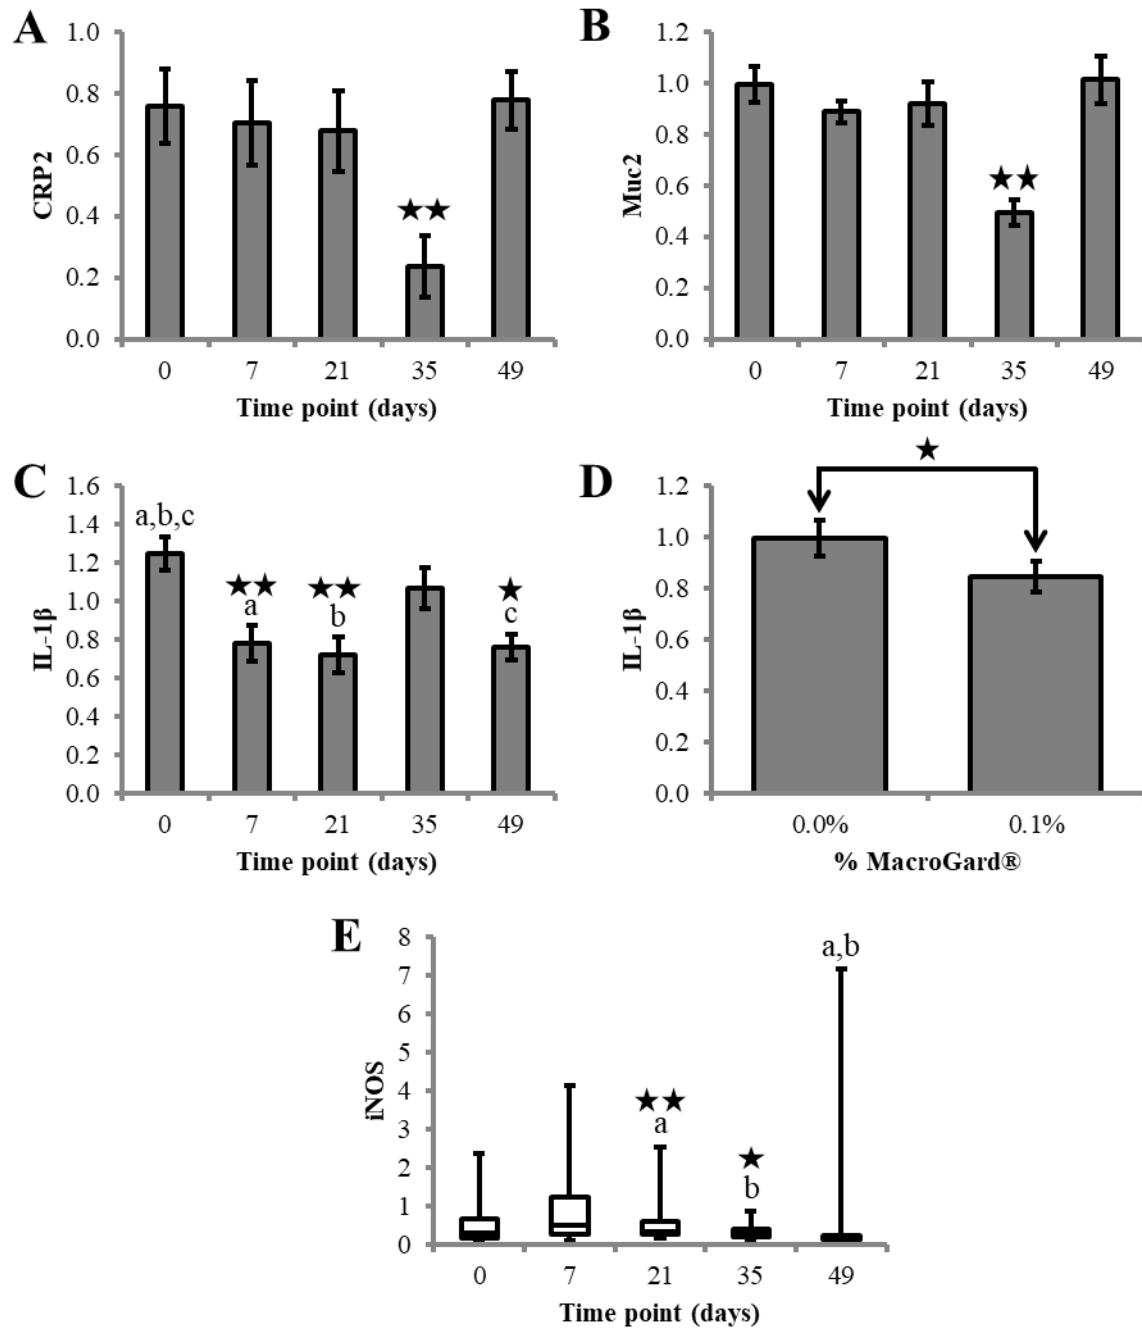 A
CRP2
1.0
0.8
0.6
0.4
0.2
0.0
★★
0 7 21 35 49
Time point (days)
B
Muc2
1.2
1.0
0.8
0.6
0.4
0.2
0.0
★★
0 7 21 35 49
Time point (days)
C
IL-1β
1.6
1.4
1.2
1.0
0.8
0.6
0.4
0.2
0.0
a,b,c
★★ ★★ ★
a b c
0 7 21 35 49
Time point (days)
D
★
IL-1β
1.2
1.0
0.8
0.6
0.4
0.2
0.0
0.0% 0.1%
% MacroGard®
E
iNOS
8
7
6
5
4
3
2
1
0
a,b
★★
a
★
b
0 7 21 35 49
Time point (days)